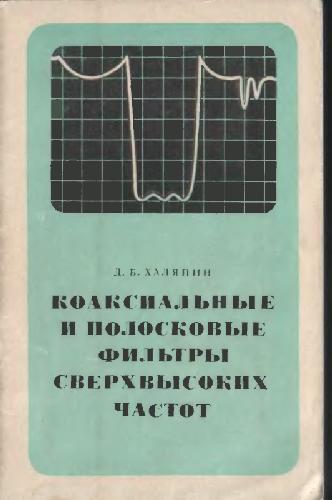 Д. Б. ХАЛЯПИН
КОАКСИАЛЬНЫЕ
И ПОЛОСКОВЫЕ
ФИЛЬТРЫ
СВЕРХВЫСОКИХ
ЧАСТОТ